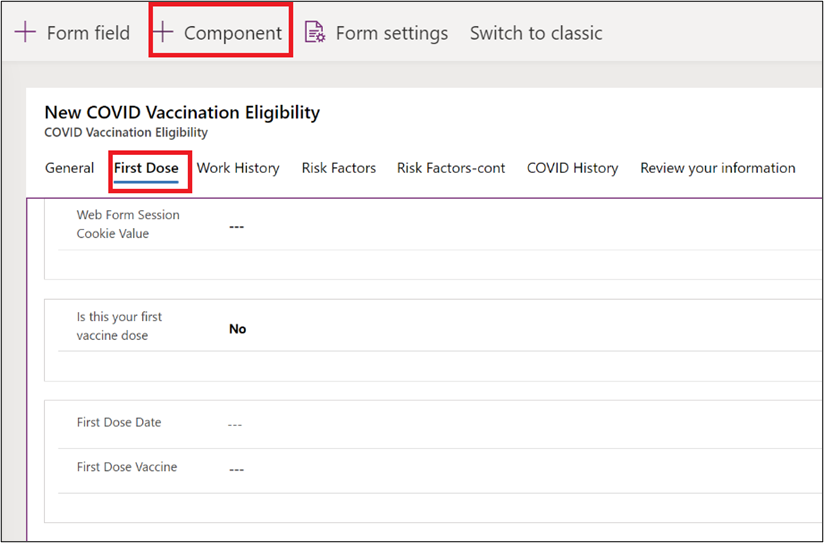 + Form field + Component Form settings Switch to classic
New COVID Vaccination Eligibility
COVID Vaccination Eligibility
General First Dose Work History Risk Factors Risk Factors-cont COVID History Review your information
Web Form Session
Cookie Value
---
Is this your first
vaccine dose
No
First Dose Date ---
First Dose Vaccine ---